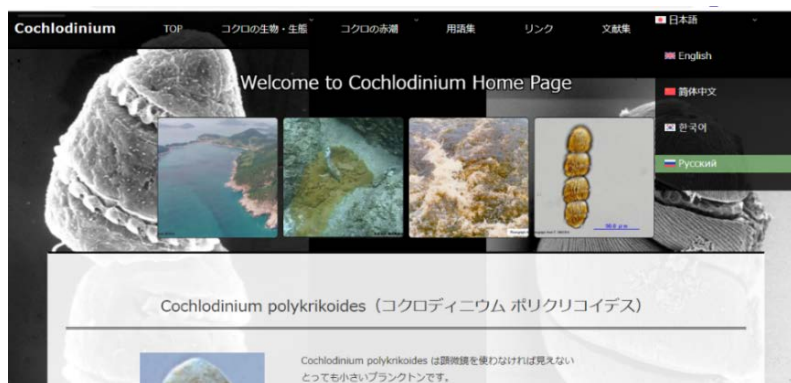 Cochlodinium
TOP
コクロの生物・生態
コクロの赤潮
用語集
リンク
文献集
日本語
English
简体中文
한국어
Русский
Welcome to Cochlodinium Home Page
Cochlodinium polykrikoides（コクロディニウム ポリクリコイデス）
Cochlodinium polykrikoides は顕微鏡を使わなければ見えない
とっても小さいプランクトンです。